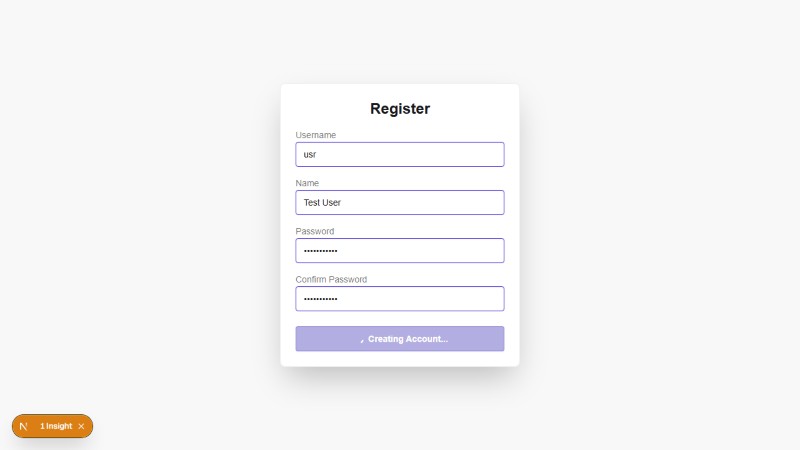 Register
Username
usr
Name
Test User
Password
•••••••••••
Confirm Password
•••••••••••
Creating Account...
N 1 Insight ×